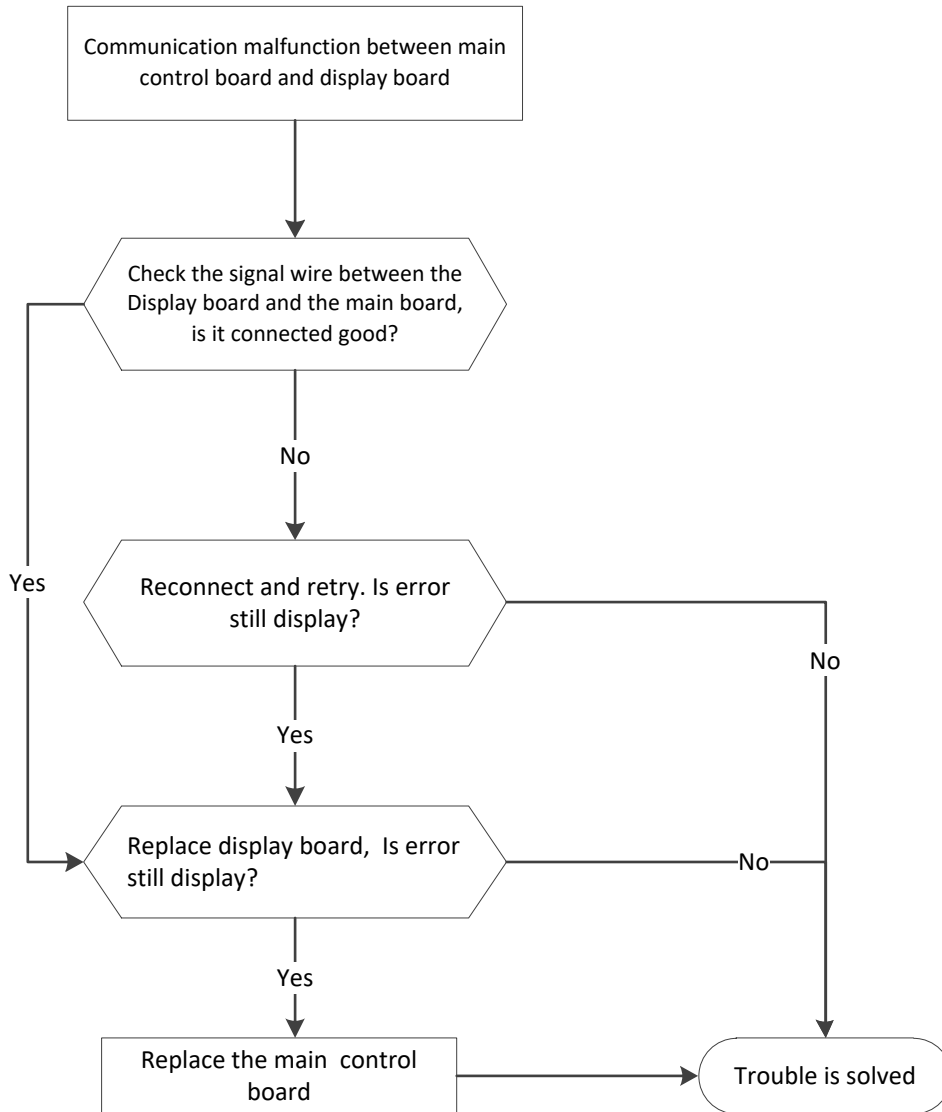 Communication malfunction between main
control board and display board
Check the signal wire between the
Display board and the main board,
is it connected good?
No
Yes
Reconnect and retry. Is error
still display?
No
Yes
Replace display board, Is error
still display?
No
Yes
Replace the main control
board
Trouble is solved